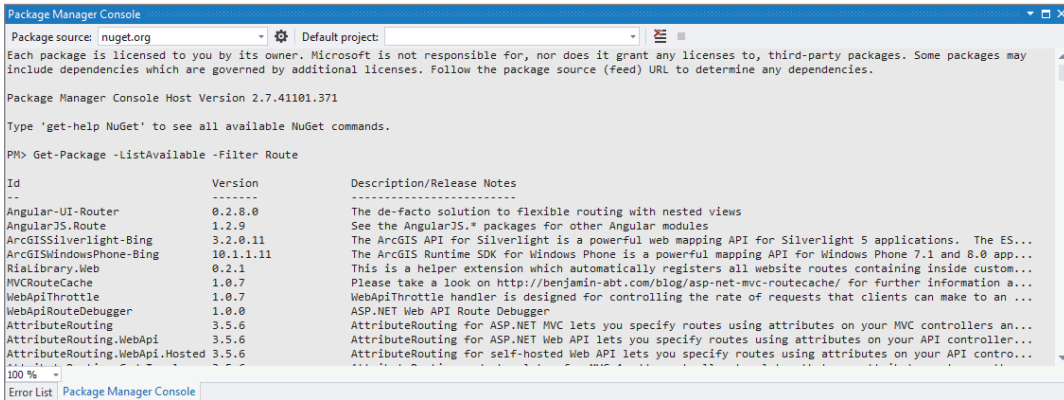 Package Manager Console
Package source: nuget.org Default project:
Each package is licensed to you by its owner. Microsoft is not responsible for, nor does it grant any licenses to, third-party packages. Some packages may
include dependencies which are governed by additional licenses. Follow the package source (feed) URL to determine any dependencies.
Package Manager Console Host Version 2.7.41101.371
Type 'get-help NuGet' to see all available NuGet commands.
PM> Get-Package -ListAvailable -Filter Route
Id Version Description/Release Notes
-- ------- -------------------------
Angular-UI-Router 0.2.8.0 The de-facto solution to flexible routing with nested views
AngularJS.Route 1.2.9 See the AngularJS.* packages for other Angular modules
ArcGISSilverlight-Bing 3.2.0.11 The ArcGIS API for Silverlight is a powerful web mapping API for Silverlight 5 applications.  The ES...
ArcGISWindowsPhone-Bing 10.1.1.11 The ArcGIS Runtime SDK for Windows Phone is a powerful mapping API for Windows Phone 7.1 and 8.0 app...
RiaLibrary.Web 0.2.1 This is a helper extension which automatically registers all website routes containing inside custom...
MVCRouteCache 1.0.7 Please take a look on http://benjamin-abt.com/blog/asp-net-mvc-routecache/ for further information a...
WebApiThrottle 1.0.7 WebApiThrottle handler is designed for controlling the rate of requests that clients can make to an ...
WebApiRouteDebugger 1.0.0 ASP.NET Web API Route Debugger
AttributeRouting 3.5.6 AttributeRouting for ASP.NET MVC lets you specify routes using attributes on your MVC controllers an...
AttributeRouting.WebApi 3.5.6 AttributeRouting for ASP.NET Web API lets you specify routes using attributes on your API controller...
AttributeRouting.WebApi.Hosted 3.5.6 AttributeRouting for self-hosted Web API lets you specify routes using attributes on your API contro...
100 %
Error List Package Manager Console